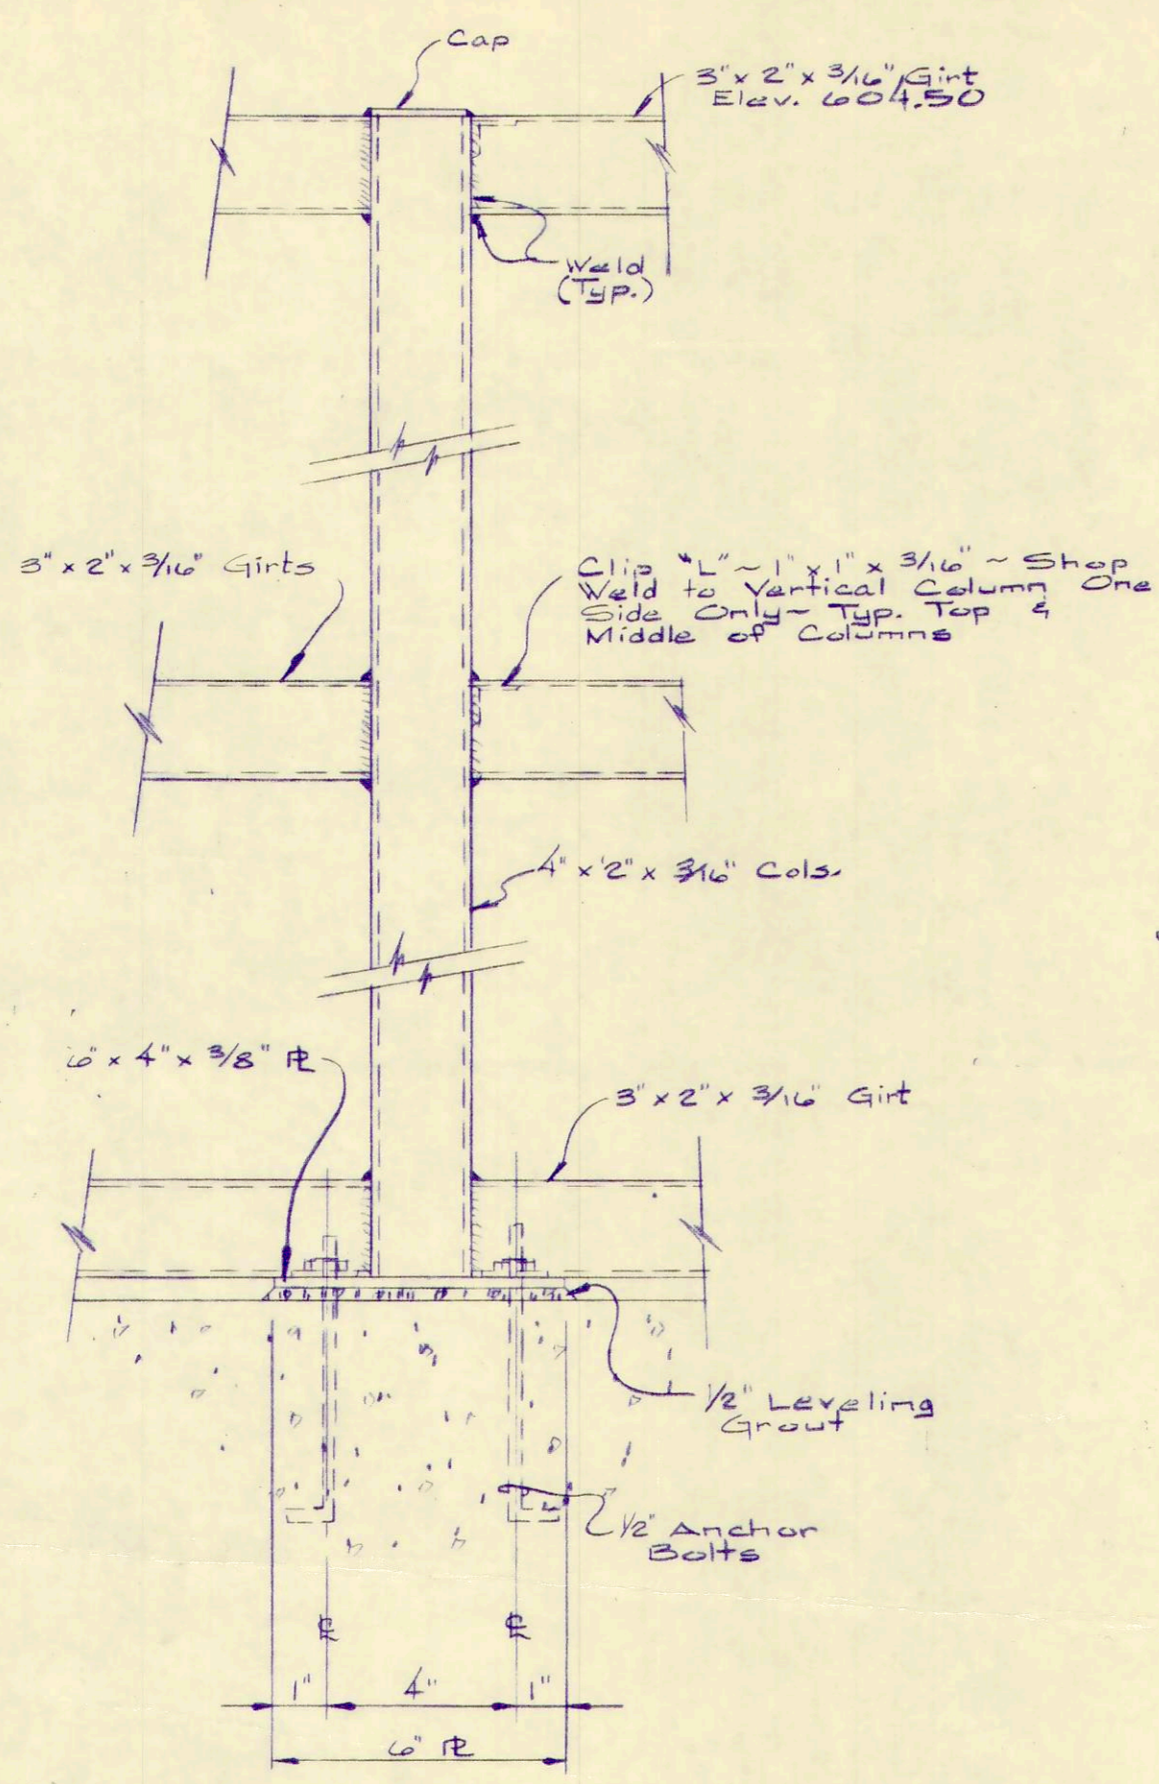 Cap
3" x 2" x 3/16" Girt
Elev. 604.50
Weld
(Typ.)
3" x 2" x 3/16" Girts
Clip "L" ~ 1" x 1" x 3/16" ~ Shop
Weld to Vertical Column One
Side Only ~ Typ. Top &
Middle of Columns
4" x 2" x 3/16" Cols.
6" x 4" x 3/8" PL
3" x 2" x 3/16" Girt
1/2" Leveling
Grout
1/2" Anchor
Bolts
CL CL
1" 4" 1"
6" PL